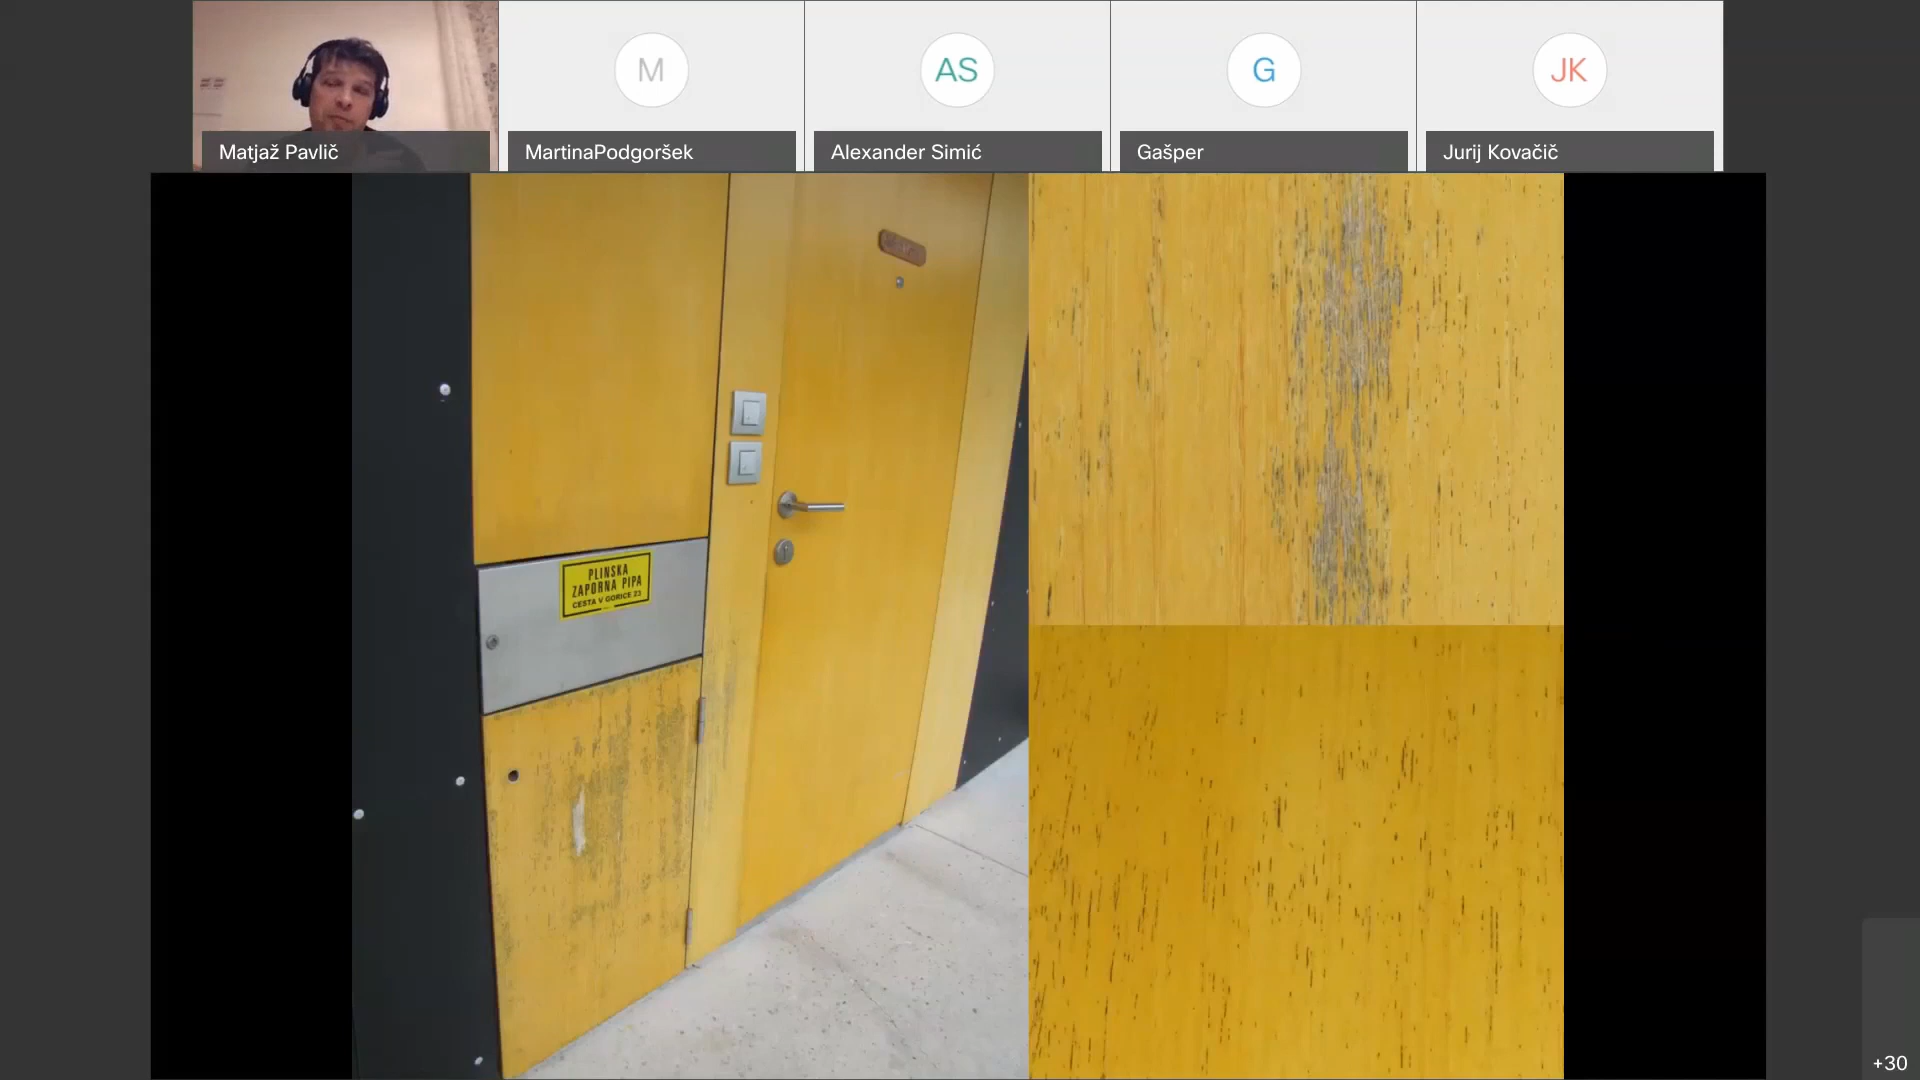 M
AS
G
JK
Matjaž Pavlič
MartinaPodgoršek
Alexander Simić
Gašper
Jurij Kovačič
PLINSKA
ZAPORNA PIPA
CESTA V GORICE 23
+30